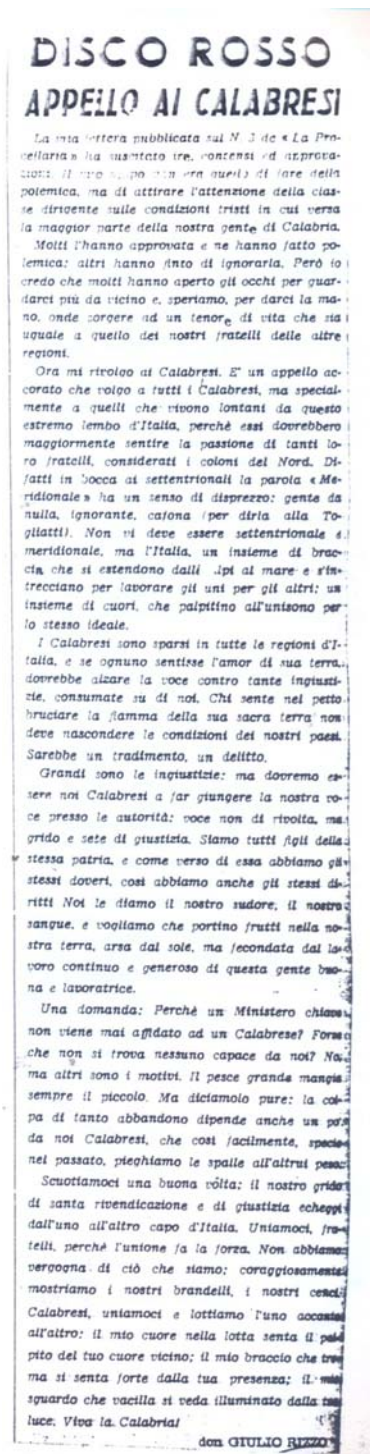 DISCO ROSSO
APPELLO AI CALABRESI
La mia lettera pubblicata sul N. 3 de « La Pro-
cellaria » ha suscitato ire, contensi ed approva-
zioni. Il mio scopo non era quello di fare della
polemica, ma di attirare l'attenzione della clas-
se dirigente sulle condizioni tristi in cui versa
la maggior parte della nostra gente di Calabria.
Molti l'hanno approvata e ne hanno fatto po-
lemica; altri hanno finto di ignorarla. Però io
credo che molti hanno aperto gli occhi per guar-
darci più da vicino e, speriamo, per darci la ma-
no, onde sorgere ad un tenore di vita che sia
uguale a quello dei nostri fratelli delle altre
regioni.
Ora mi rivolgo ai Calabresi. E' un appello ac-
corato che volgo a tutti i Calabresi, ma special-
mente a quelli che vivono lontani da questo
estremo lembo d'Italia, perchè essi dovrebbero
maggiormente sentire la passione di tanti lo-
ro fratelli, considerati i coloni del Nord. Di-
fatti in bocca ai settentrionali la parola « Me-
ridionale » ha un senso di disprezzo: gente da
nulla, ignorante, cafona (per dirla alla To-
gliatti). Non vi deve essere settentrionale e
meridionale, ma l'Italia, un insieme di brac-
cia che si estendono dalli .lpi al mare e s'in-
trecciano per lavorare gli uni per gli altri; un
insieme di cuori, che palpitino all'unisono per
lo stesso ideale.
I Calabresi sono sparsi in tutte le regioni d'I-
talia, e se ognuno sentisse l'amor di sua terra,
dovrebbe alzare la voce contro tante ingiusti-
zie, consumate su di noi. Chi sente nel petto
bruciare la fiamma della sua sacra terra non
deve nascondere le condizioni dei nostri paesi.
Sarebbe un tradimento, un delitto.
Grandi sono le ingiustizie: ma dovremo es-
sere noi Calabresi a far giungere la nostra vo-
ce presso le autorità: voce non di rivolta, ma
grido e sete di giustizia. Siamo tutti figli della
stessa patria, e come verso di essa abbiamo gli
stessi doveri, così abbiamo anche gli stessi di-
ritti Noi le diamo il nostro sudore, il nostro
sangue, e vogliamo che portino frutti nella no-
stra terra, arsa dal sole, ma fecondata dal la-
voro continuo e generoso di questa gente buo-
na e lavoratrice.
Una domanda: Perchè un Ministero chiave
non viene mai affidato ad un Calabrese? Forse
che non si trova nessuno capace da noi? No,
ma altri sono i motivi. Il pesce grande mangia
sempre il piccolo. Ma diciamolo pure: la col-
pa di tanto abbandono dipende anche un po'
da noi Calabresi, che così facilmente, specie
nel passato, pieghiamo le spalle all'altrui peso.
Scuotiamoci una buona vòlta; il nostro grido
di santa rivendicazione e di giustizia echeggi
dall'uno all'altro capo d'Italia. Uniamoci, fra-
telli, perchè l'unione fa la forza. Non abbiamo
vergogna di ciò che siamo; coraggiosamente
mostriamo i nostri brandelli, i nostri cenci.
Calabresi, uniamoci e lottiamo l'uno accanto
all'altro: il mio cuore nella lotta senta il pal-
pito del tuo cuore vicino; il mio braccio che tre-
ma si senta forte dalla tua presenza; il mio
sguardo che vacilla si veda illuminato dalla tua
luce. Viva la Calabria!
don GIULIO RIZZO